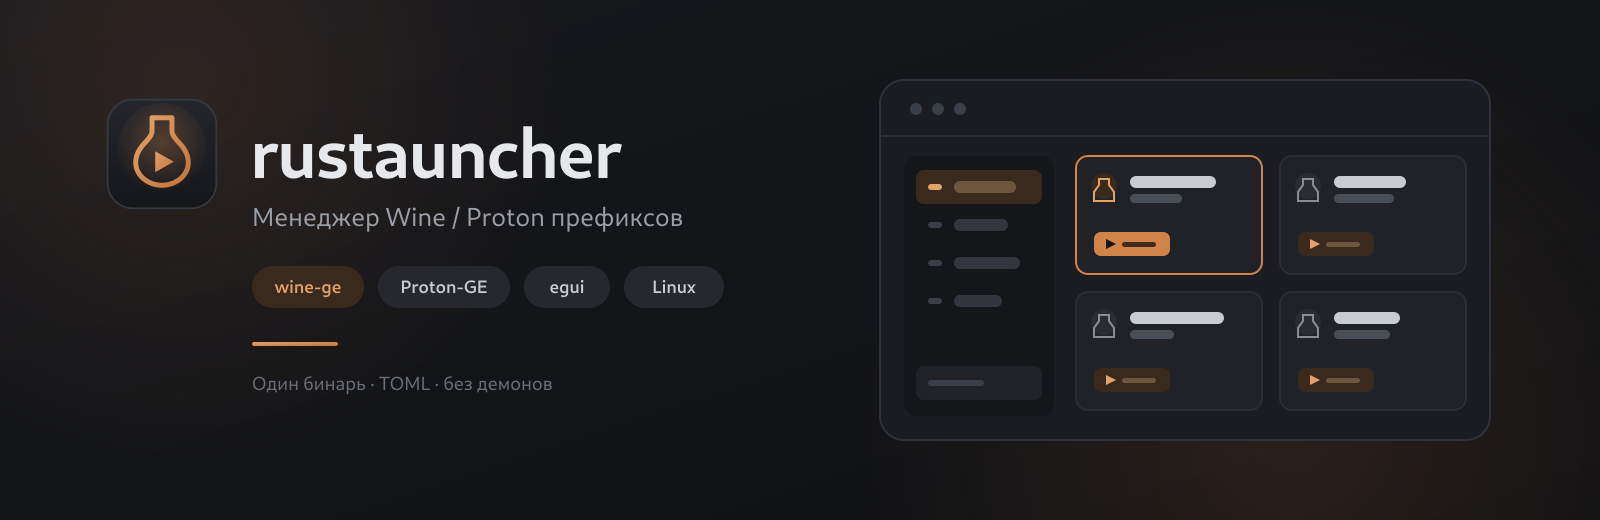 rustauncher
Менеджер Wine / Proton префиксов
wine-ge Proton-GE egui Linux
Один бинарь · TOML · без демонов